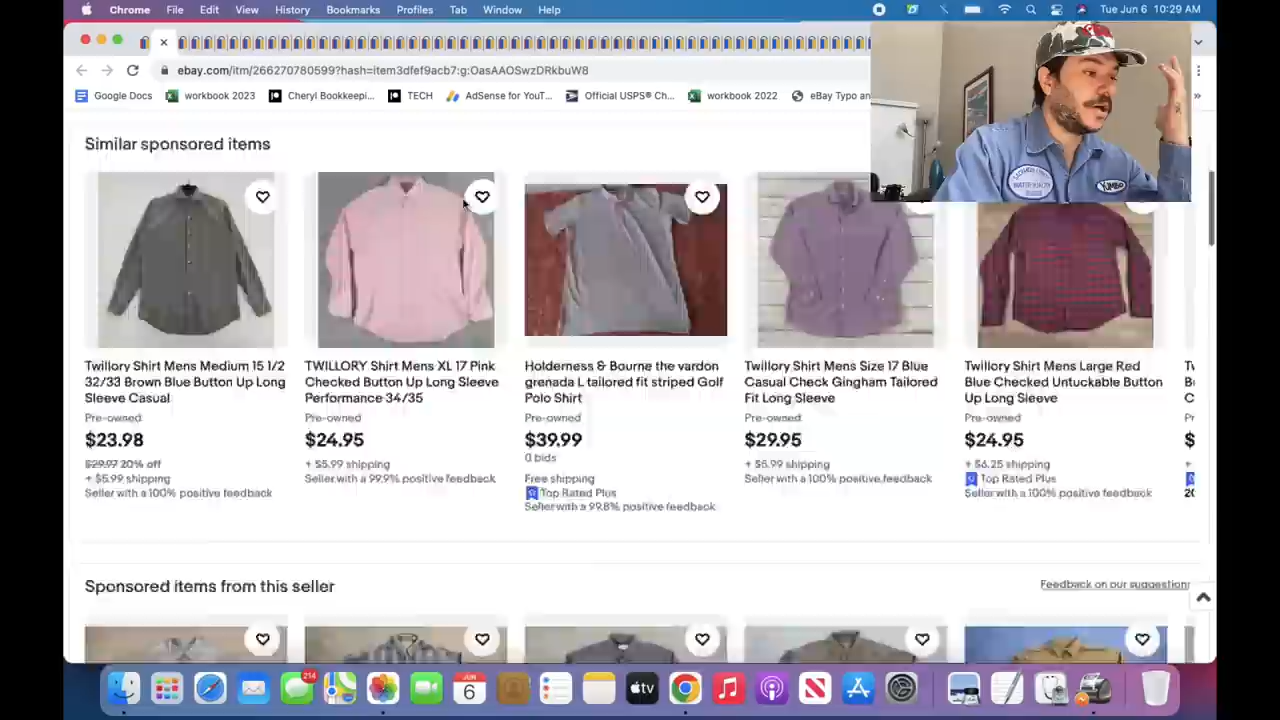 Chrome File Edit View History Bookmarks Profiles Tab Window Help Tue Jun 6 10:29 AM
ebay.com/itm/266270780599?hash=item3dfef9acb7:g:OasAAOSwzDRkbuW8
Google Docs workbook 2023 Cheryl Bookkeepi... TECH AdSense for YouT... Official USPS® Ch... workbook 2022 eBay Typo an
Similar sponsored items
Twillory Shirt Mens Medium 15 1/2
32/33 Brown Blue Button Up Long
Sleeve Casual
Pre-owned
$23.98
$29.97 20% off
+ $5.99 shipping
Seller with a 100% positive feedback
TWILLORY Shirt Mens XL 17 Pink
Checked Button Up Long Sleeve
Performance 34/35
Pre-owned
$24.95
+ $5.99 shipping
Seller with a 99.9% positive feedback
Holderness & Bourne the vardon
grenada L tailored fit striped Golf
Polo Shirt
Pre-owned
$39.99
0 bids
Free shipping
Top Rated Plus
Seller with a 99.8% positive feedback
Twillory Shirt Mens Size 17 Blue
Casual Check Gingham Tailored
Fit Long Sleeve
Pre-owned
$29.95
+ $5.99 shipping
Seller with a 100% positive feedback
Twillory Shirt Mens Large Red
Blue Checked Untuckable Button
Up Long Sleeve
Pre-owned
$24.95
+ $6.25 shipping
Top Rated Plus
Seller with a 100% positive feedback
Tv
B
C
Pr
$
+
20
Sponsored items from this seller
Feedback on our suggestions
214
JUN
6
tv